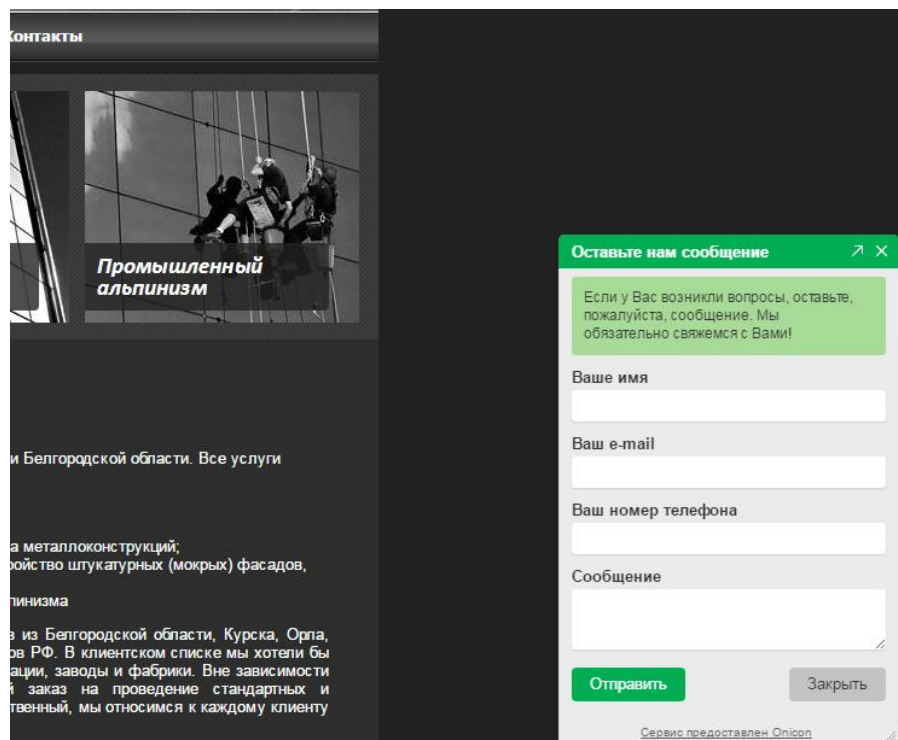 Контакты
Промышленный
альпинизм
и Белгородской области. Все услуги
а металлоконструкций;
ройство штукатурных (мокрых) фасадов,
пинизма
в из Белгородской области, Курска, Орла,
ов РФ. В клиентском списке мы хотели бы
ации, заводы и фабрики. Вне зависимости
й заказ на проведение стандартных и
твенный, мы относимся к каждому клиенту
Оставьте нам сообщение
Если у Вас возникли вопросы, оставьте,
пожалуйста, сообщение. Мы
обязательно свяжемся с Вами!
Ваше имя
Ваш e-mail
Ваш номер телефона
Сообщение
Отправить Закрыть
Сервис предоставлен Onicon